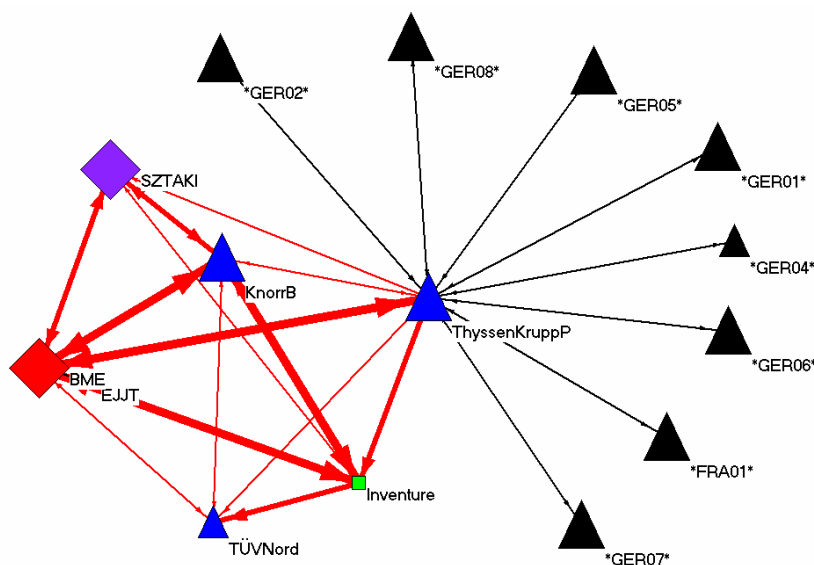 *GER02*
*GER08*
*GER05*
SZTAKI
*GER01*
*GER04*
KnorrB
ThyssenKruppP
*GER06*
*BME
EJJT
*FRA01*
Inventure
TÜVNord
*GER07*